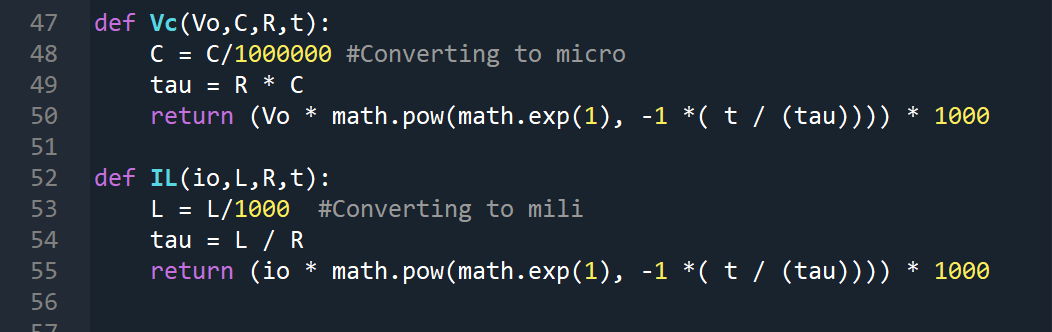 47 def Vc(Vo,C,R,t):
48     C = C/1000000 #Converting to micro
49     tau = R * C
50     return (Vo * math.pow(math.exp(1), -1 *( t / (tau)))) * 1000
51
52 def IL(io,L,R,t):
53     L = L/1000  #Converting to mili
54     tau = L / R
55     return (io * math.pow(math.exp(1), -1 *( t / (tau)))) * 1000
56
57